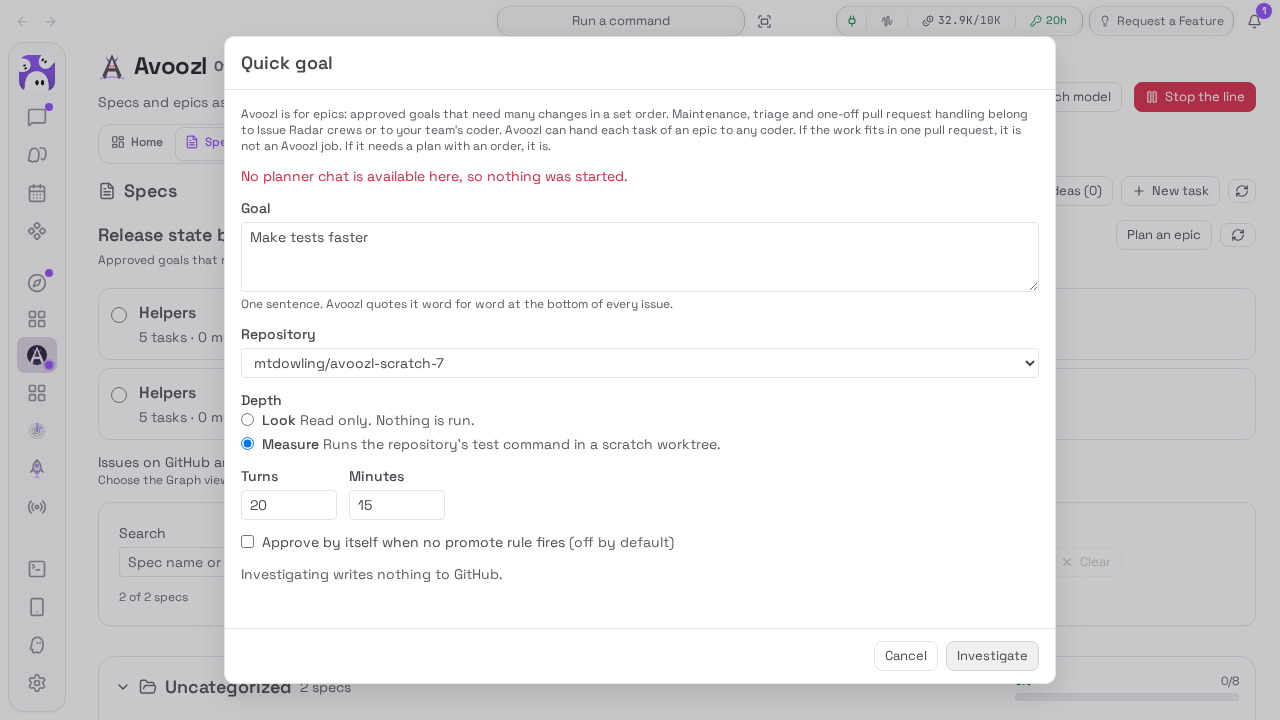 Run a command
32.9K/10K
20h
Request a Feature
1
Avoozl
Specs and epics as
ch model
Stop the line
Home
Spe
Specs
deas (0)
New task
Release state b
Plan an epic
Approved goals that r
Helpers
5 tasks · 0 m
Helpers
5 tasks · 0 m
Issues on GitHub an
Choose the Graph view
Search
Spec name or
Clear
2 of 2 specs
Uncategorized 2 specs
0/8
Quick goal
Avoozl is for epics: approved goals that need many changes in a set order. Maintenance, triage and one-off pull request handling belong
to Issue Radar crews or to your team's coder. Avoozl can hand each task of an epic to any coder. If the work fits in one pull request, it is
not an Avoozl job. If it needs a plan with an order, it is.
No planner chat is available here, so nothing was started.
Goal
Make tests faster
One sentence. Avoozl quotes it word for word at the bottom of every issue.
Repository
mtdowling/avoozl-scratch-7
Depth
Look Read only. Nothing is run.
Measure Runs the repository's test command in a scratch worktree.
Turns
Minutes
20
15
Approve by itself when no promote rule fires (off by default)
Investigating writes nothing to GitHub.
Cancel
Investigate